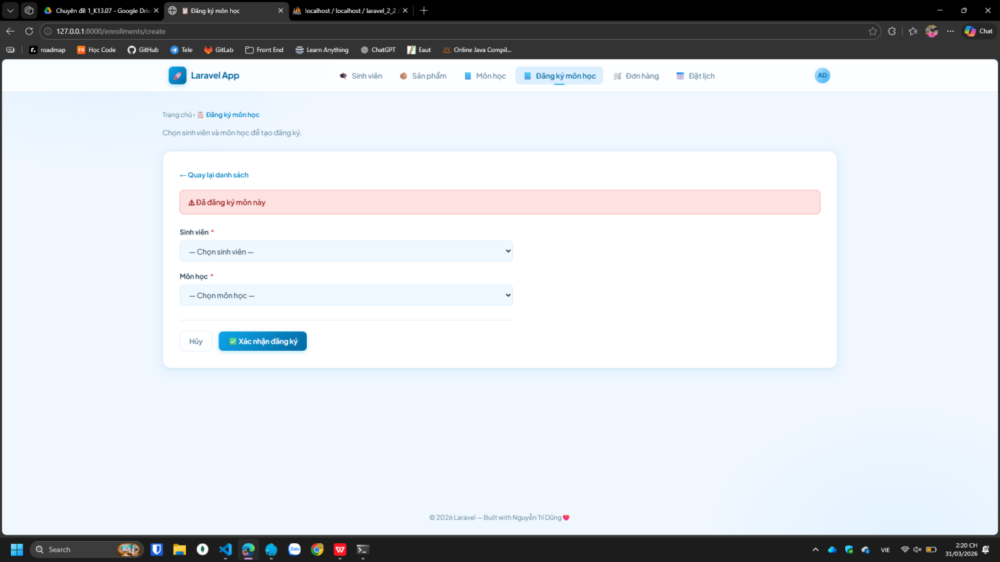 Chuyên đề 1_K13.07 - Google Driv
Đăng ký môn học
localhost / localhost / laravel_2_2 /
127.0.0.1:8000/enrollments/create
Chat
roadmap
Học Code
GitHub
Tele
GitLab
Front End
Learn Anything
ChatGPT
Eaut
Online Java Compil...
Laravel App
Sinh viên
Sản phẩm
Môn học
Đăng ký môn học
Đơn hàng
Đặt lịch
AD
Trang chủ › Đăng ký môn học
Chọn sinh viên và môn học để tạo đăng ký.
← Quay lại danh sách
⚠ Đã đăng ký môn này
Sinh viên *
— Chọn sinh viên —
Môn học *
— Chọn môn học —
Hủy
✅ Xác nhận đăng ký
© 2026 Laravel — Built with Nguyễn Trí Dũng
Search
Zalo
VIE
2:20 CH
31/03/2026